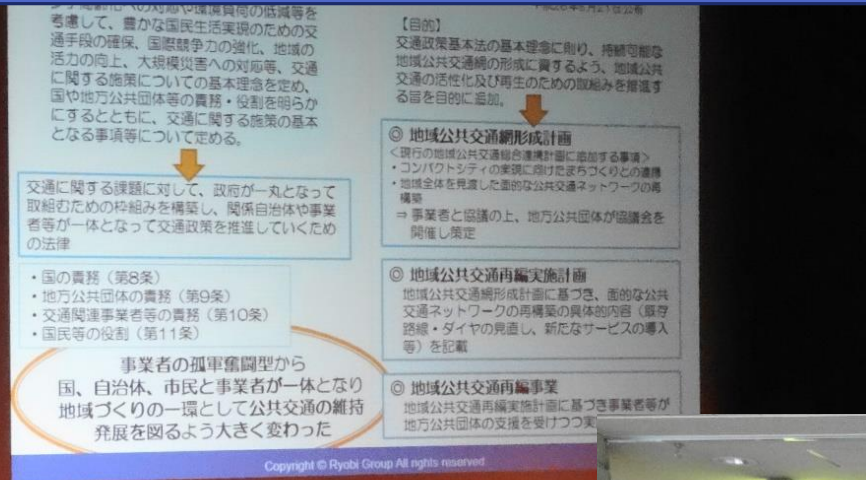 考慮して、豊かな国民生活実現のための交
通手段の確保、国際競争力の強化、地域の
活力の向上、大規模災害への対応等、交通
に関する施策についての基本理念を定め、
国や地方公共団体等の責務・役割を明らか
にするとともに、交通に関する施策の基本
となる事項等について定める。
交通に関する課題に対して、政府が一丸となって
取組むための枠組みを構築し、関係自治体や事業
者等が一体となって交通政策を推進していくため
の法律
・国の責務（第8条）
・地方公共団体の責務（第9条）
・交通関連事業者等の責務（第10条）
・国民等の役割（第11条）
事業者の孤軍奮闘型から
国、自治体、市民と事業者が一体となり
地域づくりの一環として公共交通の維持
発展を図るよう大きく変わった
【目的】
交通政策基本法の基本理念に則り、持続可能な
地域公共交通網の形成に資するよう、地域公共
交通の活性化及び再生のための取組みを推進す
る旨を目的に追加。
◎ 地域公共交通網形成計画
＜現行の地域公共交通総合連携計画に追加する事項＞
・コンパクトシティの実現に向けたまちづくりとの連携
・地域全体を見渡した面的な公共交通ネットワークの再
構築
⇒ 事業者と協議の上、地方公共団体が協議会を
開催し策定
◎ 地域公共交通再編実施計画
地域公共交通網形成計画に基づき、面的な公共
交通ネットワークの再構築の具体的内容（既存
路線・ダイヤの見直し、新たなサービスの導入
等）を記載
◎ 地域公共交通再編事業
地域公共交通再編実施計画に基づき事業者等が
地方公共団体の支援を受けつつ実
Copyright © Ryobi Group All rights reserved